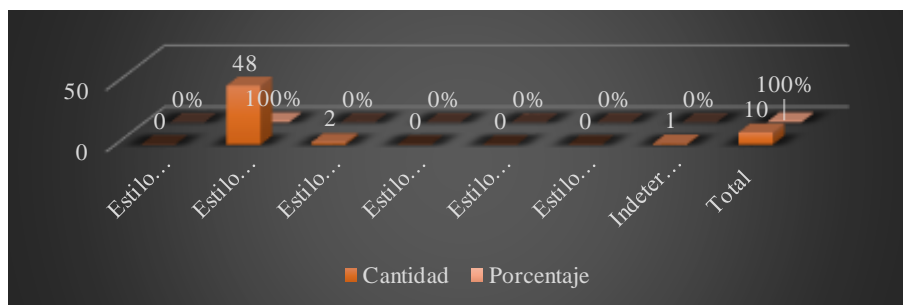 48
50
0%
100%
0%
0%
0%
0%
0%
100%
0
2
0
0
0
1
10
0
Estilo...
Estilo...
Estilo...
Estilo...
Estilo...
Estilo...
Indeter...
Total
Cantidad
Porcentaje